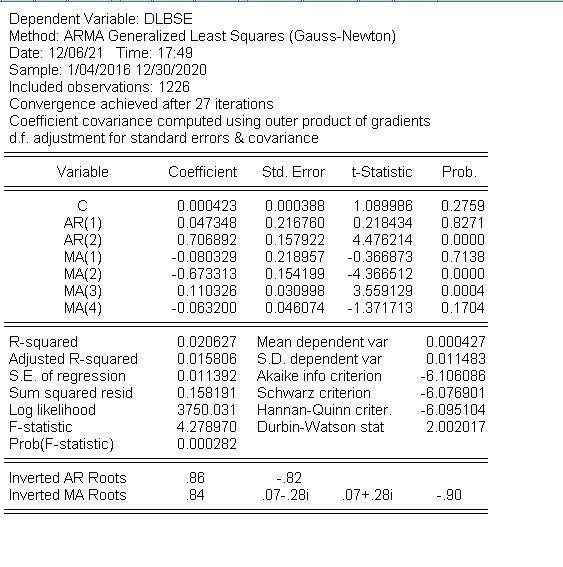 Dependent Variable: DLBSE
Method: ARMA Generalized Least Squares (Gauss-Newton)
Date: 12/06/21 Time: 17:49
Sample: 1/04/2016 12/30/2020
Included observations: 1226
Convergence achieved after 27 iterations
Coefficient covariance computed using outer product of gradients
d.f. adjustment for standard errors & covariance
Variable Coefficient Std. Error t-Statistic Prob.
C 0.000423 0.000388 1.089986 0.2759
AR(1) 0.047348 0.216760 0.218434 0.8271
AR(2) 0.706892 0.157922 4.476214 0.0000
MA(1) -0.080329 0.218957 -0.366873 0.7138
MA(2) -0.673313 0.154199 -4.366512 0.0000
MA(3) 0.110326 0.030998 3.559129 0.0004
MA(4) -0.063200 0.046074 -1.371713 0.1704
R-squared 0.020627 Mean dependent var 0.000427
Adjusted R-squared 0.015806 S.D. dependent var 0.011483
S.E. of regression 0.011392 Akaike info criterion -6.106086
Sum squared resid 0.158191 Schwarz criterion -6.076901
Log likelihood 3750.031 Hannan-Quinn criter. -6.095104
F-statistic 4.278970 Durbin-Watson stat 2.002017
Prob(F-statistic) 0.000282
Inverted AR Roots .86 -.82
Inverted MA Roots .84 .07-.28i .07+.28i -.90